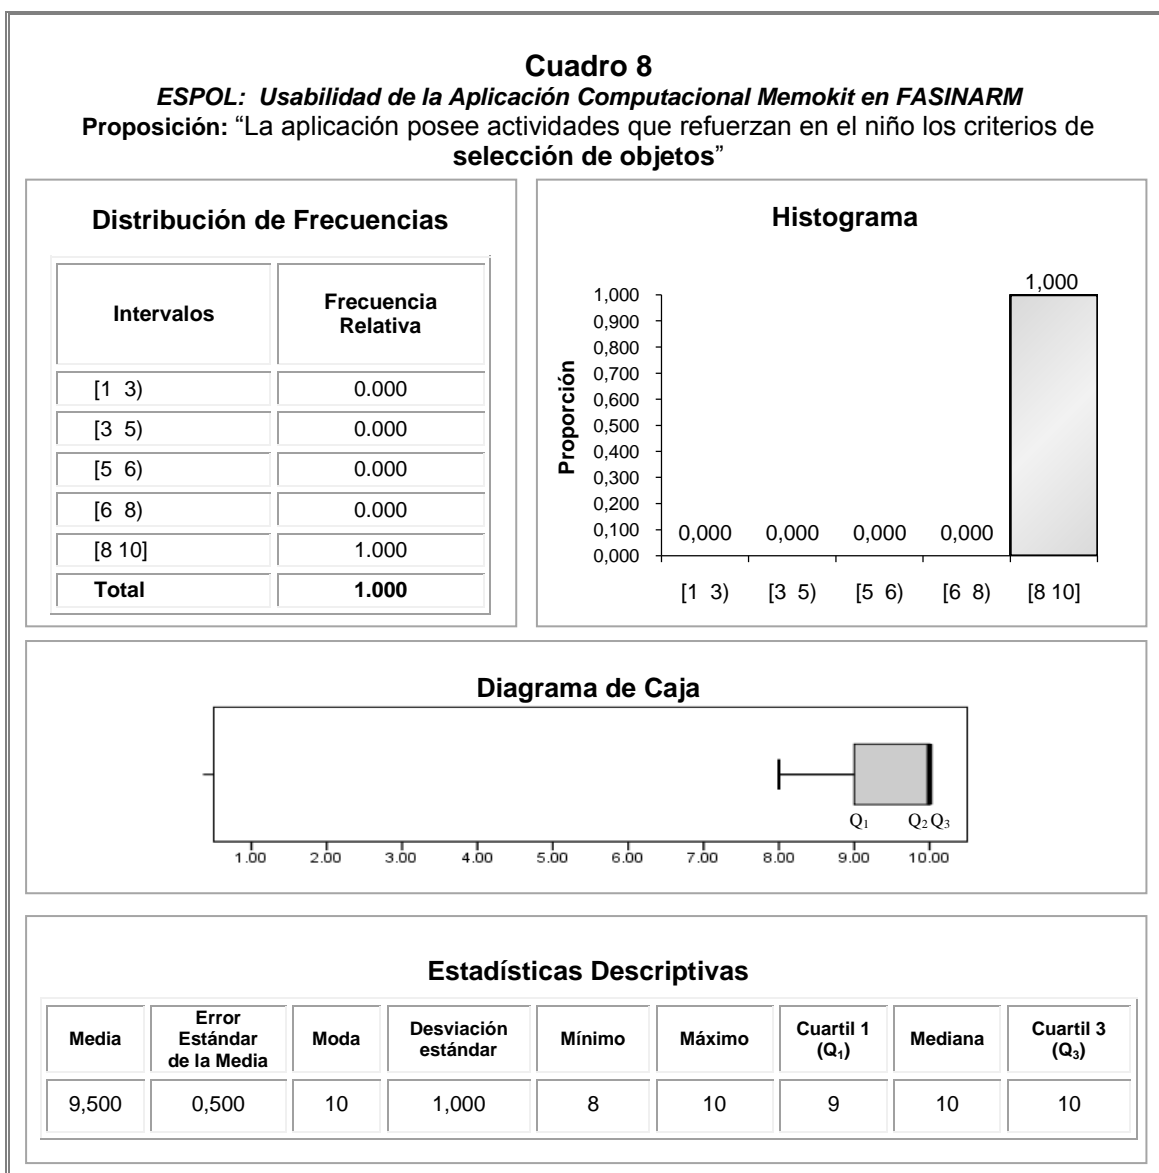 Cuadro 8
ESPOL: Usabilidad de la Aplicación Computacional Memokit en FASINARM
Proposición: “La aplicación posee actividades que refuerzan en el niño los criterios de
selección de objetos”
Distribución de Frecuencias
Intervalos Frecuencia Relativa
[1 3) 0.000
[3 5) 0.000
[5 6) 0.000
[6 8) 0.000
[8 10] 1.000
Total 1.000
Histograma
Proporción
1,000
0,900
0,800
0,700
0,600
0,500
0,400
0,300
0,200
0,100
0,000
0,000 0,000 0,000 0,000 1,000
[1 3) [3 5) [5 6) [6 8) [8 10]
Diagrama de Caja
Q1 Q2 Q3
1.00 2.00 3.00 4.00 5.00 6.00 7.00 8.00 9.00 10.00
Estadísticas Descriptivas
Media Error Estándar de la Media Moda Desviación estándar Mínimo Máximo Cuartil 1 (Q1) Mediana Cuartil 3 (Q3)
9,500 0,500 10 1,000 8 10 9 10 10